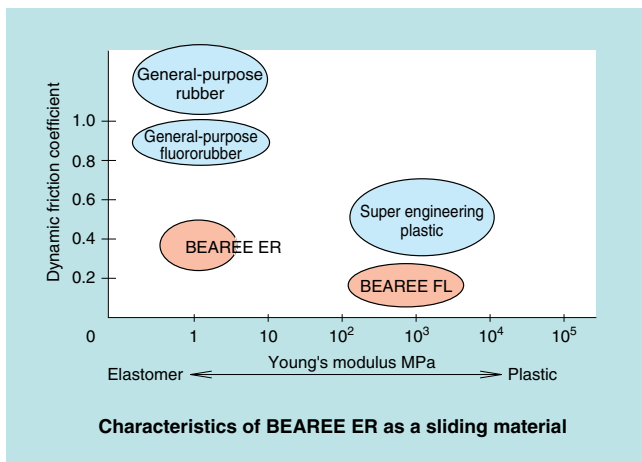 General-purpose
rubber
General-purpose
fluororubber
Dynamic friction coefficient
1.0
0.8
0.6
0.4
0.2
Super engineering
plastic
BEAREE ER
BEAREE FL
0 1 10 10² 10³ 10⁴ 10⁵
Young's modulus MPa
Elastomer Plastic
Characteristics of BEAREE ER as a sliding material